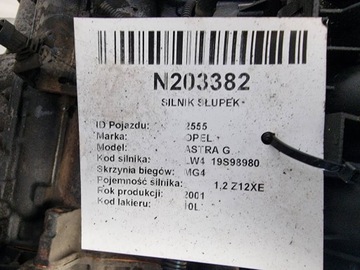 N203382
SILNIK SŁUPEK
ID Pojazdu: 2555
Marka: OPEL
Model: ASTRA G
Kod silnika: LW4 19S98980
Skrzynia biegów: MG4
Pojemność silnika: 1,2 Z12XE
Rok produkcji: 2001
Kod lakieru: 10L